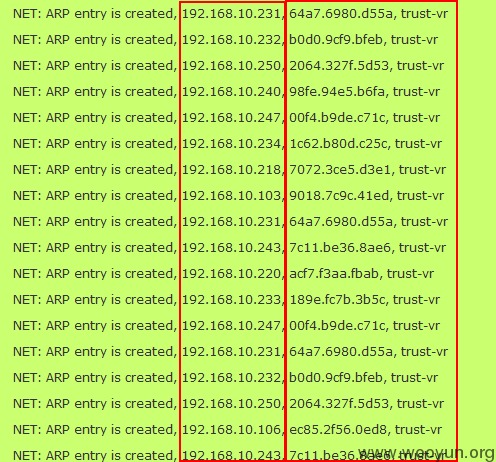 NET: ARP entry is created, 192.168.10.231, 64a7.6980.d55a, trust-vr
NET: ARP entry is created, 192.168.10.232, b0d0.9cf9.bfeb, trust-vr
NET: ARP entry is created, 192.168.10.250, 2064.327f.5d53, trust-vr
NET: ARP entry is created, 192.168.10.240, 98fe.94e5.b6fa, trust-vr
NET: ARP entry is created, 192.168.10.247, 00f4.b9de.c71c, trust-vr
NET: ARP entry is created, 192.168.10.234, 1c62.b80d.c25c, trust-vr
NET: ARP entry is created, 192.168.10.218, 7072.3ce5.d3e1, trust-vr
NET: ARP entry is created, 192.168.10.103, 9018.7c9c.41ed, trust-vr
NET: ARP entry is created, 192.168.10.231, 64a7.6980.d55a, trust-vr
NET: ARP entry is created, 192.168.10.243, 7c11.be36.8ae6, trust-vr
NET: ARP entry is created, 192.168.10.220, acf7.f3aa.fbab, trust-vr
NET: ARP entry is created, 192.168.10.233, 189e.fc7b.3b5c, trust-vr
NET: ARP entry is created, 192.168.10.247, 00f4.b9de.c71c, trust-vr
NET: ARP entry is created, 192.168.10.231, 64a7.6980.d55a, trust-vr
NET: ARP entry is created, 192.168.10.232, b0d0.9cf9.bfeb, trust-vr
NET: ARP entry is created, 192.168.10.250, 2064.327f.5d53, trust-vr
NET: ARP entry is created, 192.168.10.106, ec85.2f56.0ed8, trust-vr
NET: ARP entry is created, 192.168.10.243, 7c11.be36.8ae6, trust-vr
www.wooyun.org